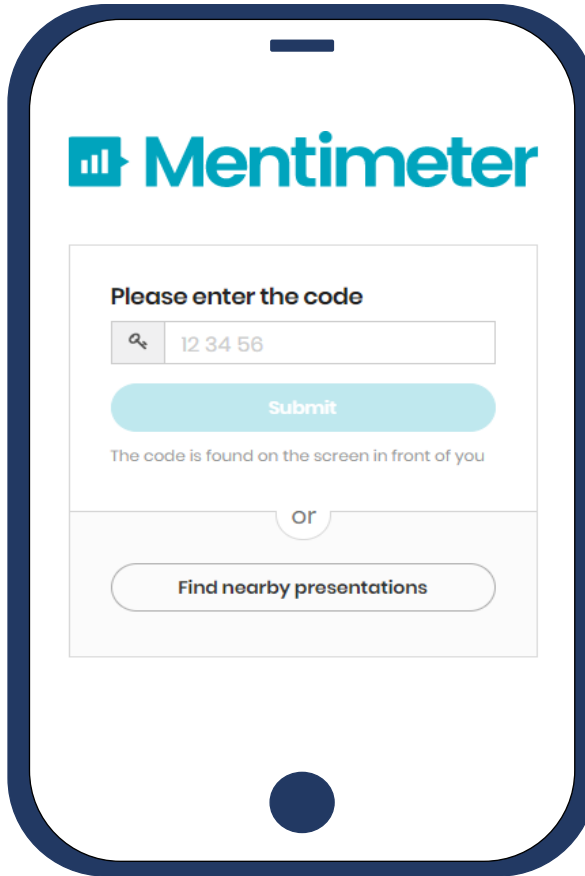 Mentimeter
Please enter the code
12 34 56
Submit
The code is found on the screen in front of you
or
Find nearby presentations